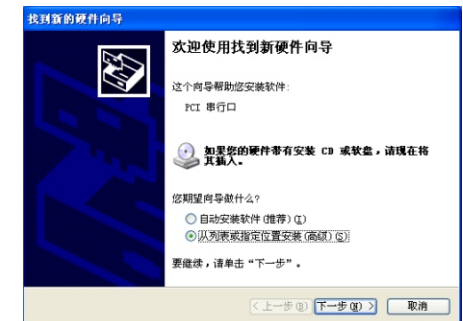 找到新的硬件向导
欢迎使用找到新硬件向导
这个向导帮助您安装软件:
PCI 串行口
如果您的硬件带有安装 CD 或软盘，请现在将
其插入。
您期望向导做什么？
自动安装软件(推荐)(I)
从列表或指定位置安装(高级)(S)
要继续，请单击“下一步”。
<上一步(B) 下一步(N)> 取消